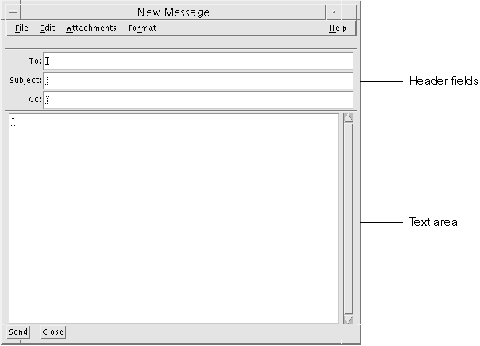 New Message
File Edit Attachments Format Help
To:
Subject:
Header fields
Cc:
Text area
Send Close